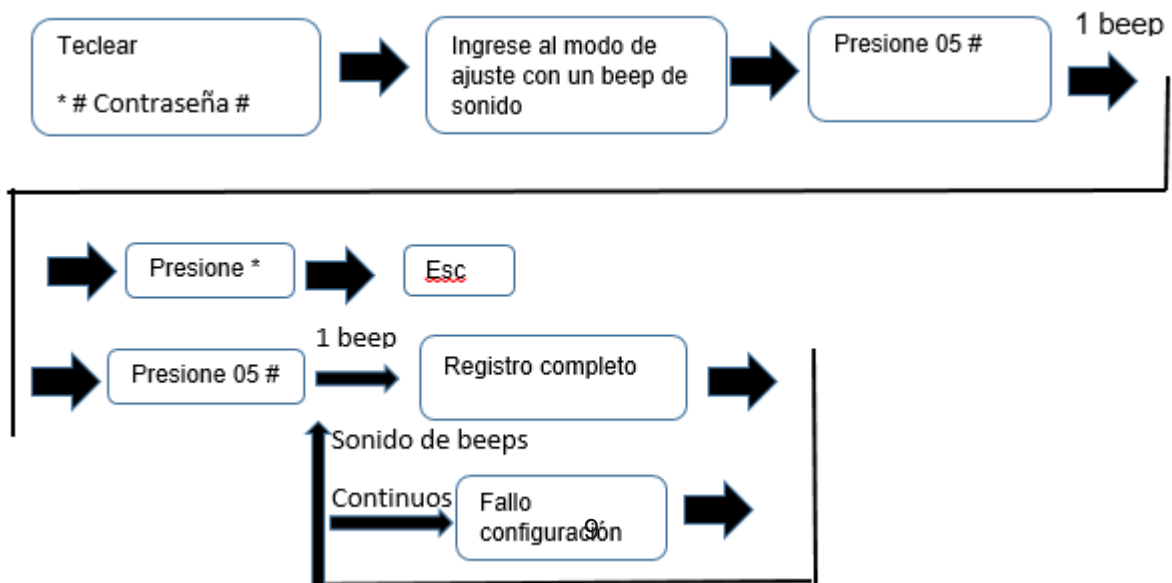 Teclear
* # Contraseña #
Ingrese al modo de
ajuste con un beep de
sonido
Presione 05 #
1 beep
Presione *
Esc
Presione 05 #
1 beep
Registro completo
Sonido de beeps
Continuos
Fallo
configuración
9